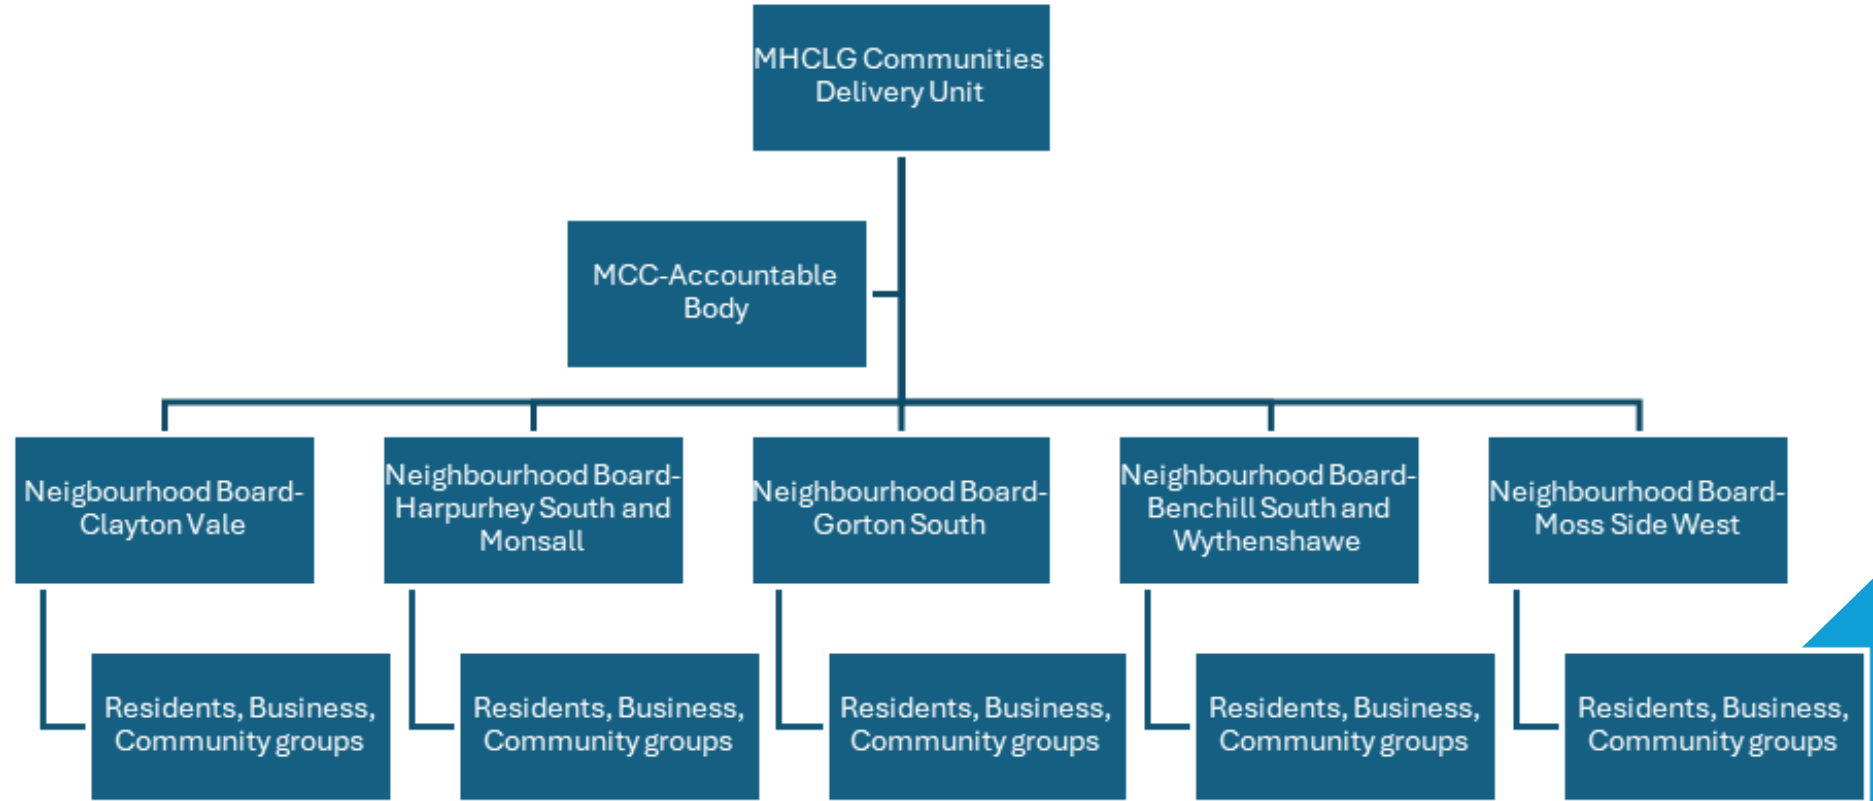 MHCLG Communities
Delivery Unit
MCC-Accountable
Body
Neigbourhood Board-
Clayton Vale
Neighbourhood Board-
Harpurhey South and
Monsall
Neighbourhood Board-
Gorton South
Neighbourhood Board-
Benchill South and
Wythenshawe
Neighbourhood Board-
Moss Side West
Residents, Business,
Community groups
Residents, Business,
Community groups
Residents, Business,
Community groups
Residents, Business,
Community groups
Residents, Business,
Community groups